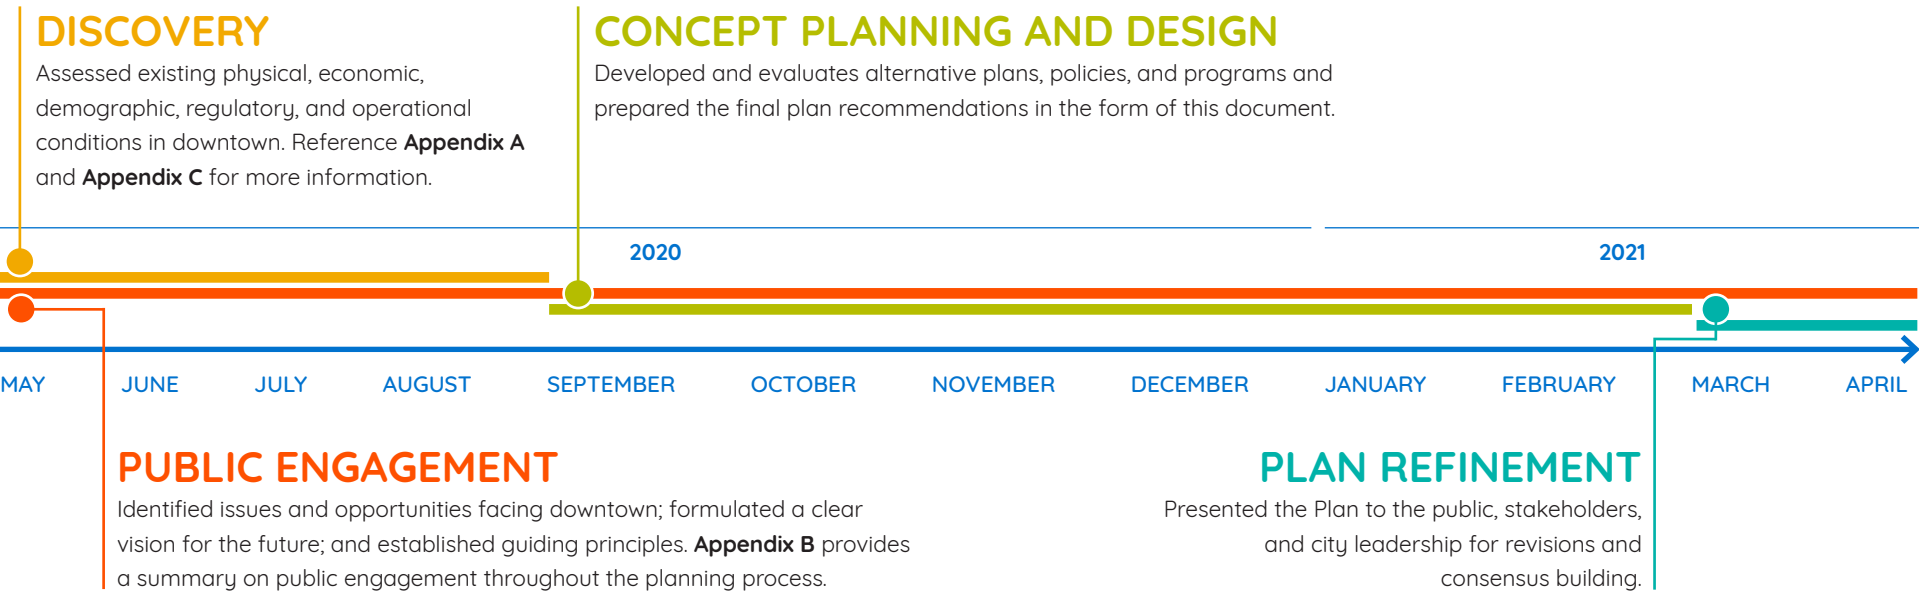 DISCOVERY
Assessed existing physical, economic,
demographic, regulatory, and operational
conditions in downtown. Reference Appendix A
and Appendix C for more information.
CONCEPT PLANNING AND DESIGN
Developed and evaluates alternative plans, policies, and programs and
prepared the final plan recommendations in the form of this document.
2020
2021
MAY
JUNE
JULY
AUGUST
SEPTEMBER
OCTOBER
NOVEMBER
DECEMBER
JANUARY
FEBRUARY
MARCH
APRIL
PUBLIC ENGAGEMENT
Identified issues and opportunities facing downtown; formulated a clear
vision for the future; and established guiding principles. Appendix B provides
a summary on public engagement throughout the planning process.
PLAN REFINEMENT
Presented the Plan to the public, stakeholders,
and city leadership for revisions and
consensus building.